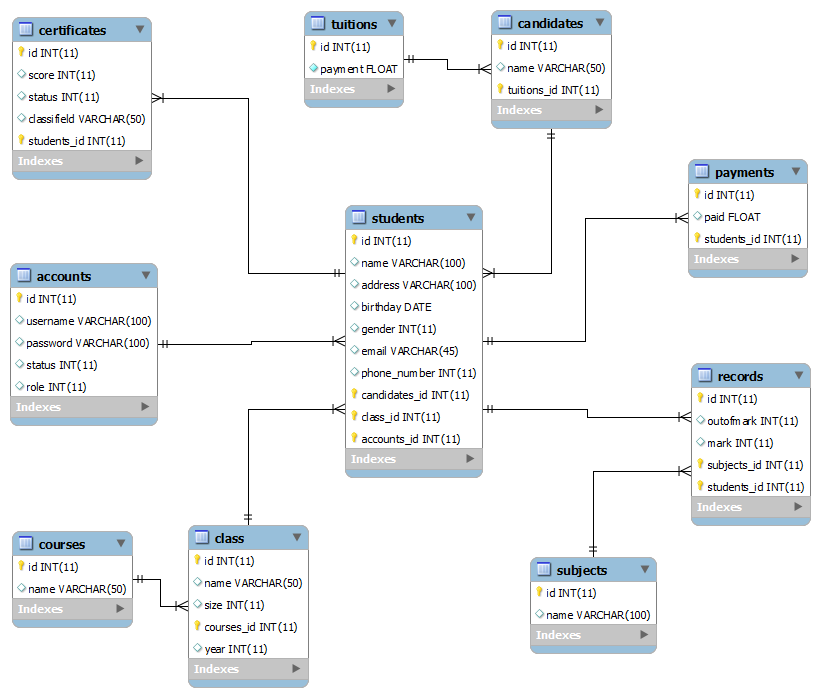 certificates
id INT(11)
score INT(11)
status INT(11)
classifield VARCHAR(50)
students_id INT(11)
Indexes
tuitions
id INT(11)
payment FLOAT
Indexes
candidates
id INT(11)
name VARCHAR(50)
tuitions_id INT(11)
Indexes
payments
id INT(11)
paid FLOAT
students_id INT(11)
Indexes
students
id INT(11)
name VARCHAR(100)
address VARCHAR(100)
birthday DATE
gender INT(11)
email VARCHAR(45)
phone_number INT(11)
candidates_id INT(11)
class_id INT(11)
accounts_id INT(11)
Indexes
accounts
id INT(11)
username VARCHAR(100)
password VARCHAR(100)
status INT(11)
role INT(11)
Indexes
records
id INT(11)
outofmark INT(11)
mark INT(11)
subjects_id INT(11)
students_id INT(11)
Indexes
courses
id INT(11)
name VARCHAR(50)
Indexes
class
id INT(11)
name VARCHAR(50)
size INT(11)
courses_id INT(11)
year INT(11)
Indexes
subjects
id INT(11)
name VARCHAR(100)
Indexes